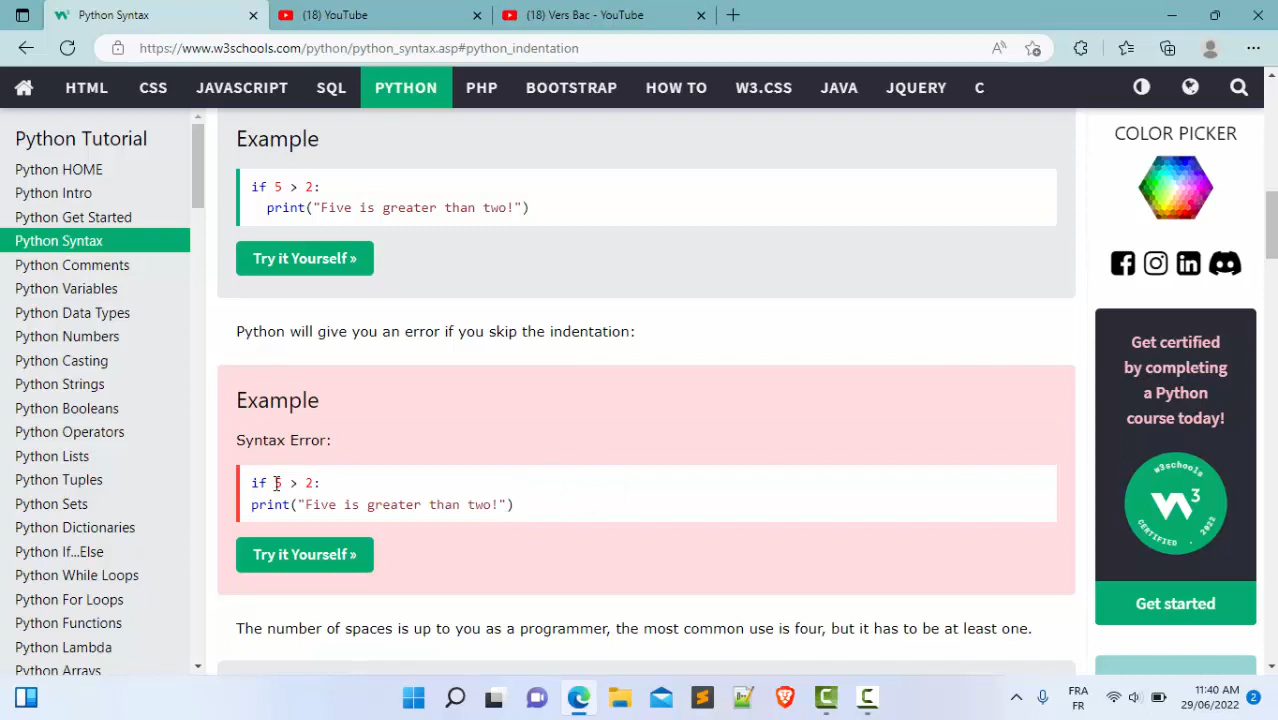 Python Syntax
(18) YouTube
(18) Vers Bac - YouTube
https://www.w3schools.com/python/python_syntax.asp#python_indentation
HTML CSS JAVASCRIPT SQL PYTHON PHP BOOTSTRAP HOW TO W3.CSS JAVA JQUERY C
Python Tutorial
Python HOME
Python Intro
Python Get Started
Python Syntax
Python Comments
Python Variables
Python Data Types
Python Numbers
Python Casting
Python Strings
Python Booleans
Python Operators
Python Lists
Python Tuples
Python Sets
Python Dictionaries
Python If...Else
Python While Loops
Python For Loops
Python Functions
Python Lambda
Python Arrays
Example
if 5 > 2:
print("Five is greater than two!")
Try it Yourself »
Python will give you an error if you skip the indentation:
Example
Syntax Error:
if 5 > 2:
print("Five is greater than two!")
Try it Yourself »
The number of spaces is up to you as a programmer, the most common use is four, but it has to be at least one.
COLOR PICKER
Get certified
by completing
a Python
course today!
w3schools
CERTIFIED . 2022
Get started
FRA
FR
11:40 AM
29/06/2022
2